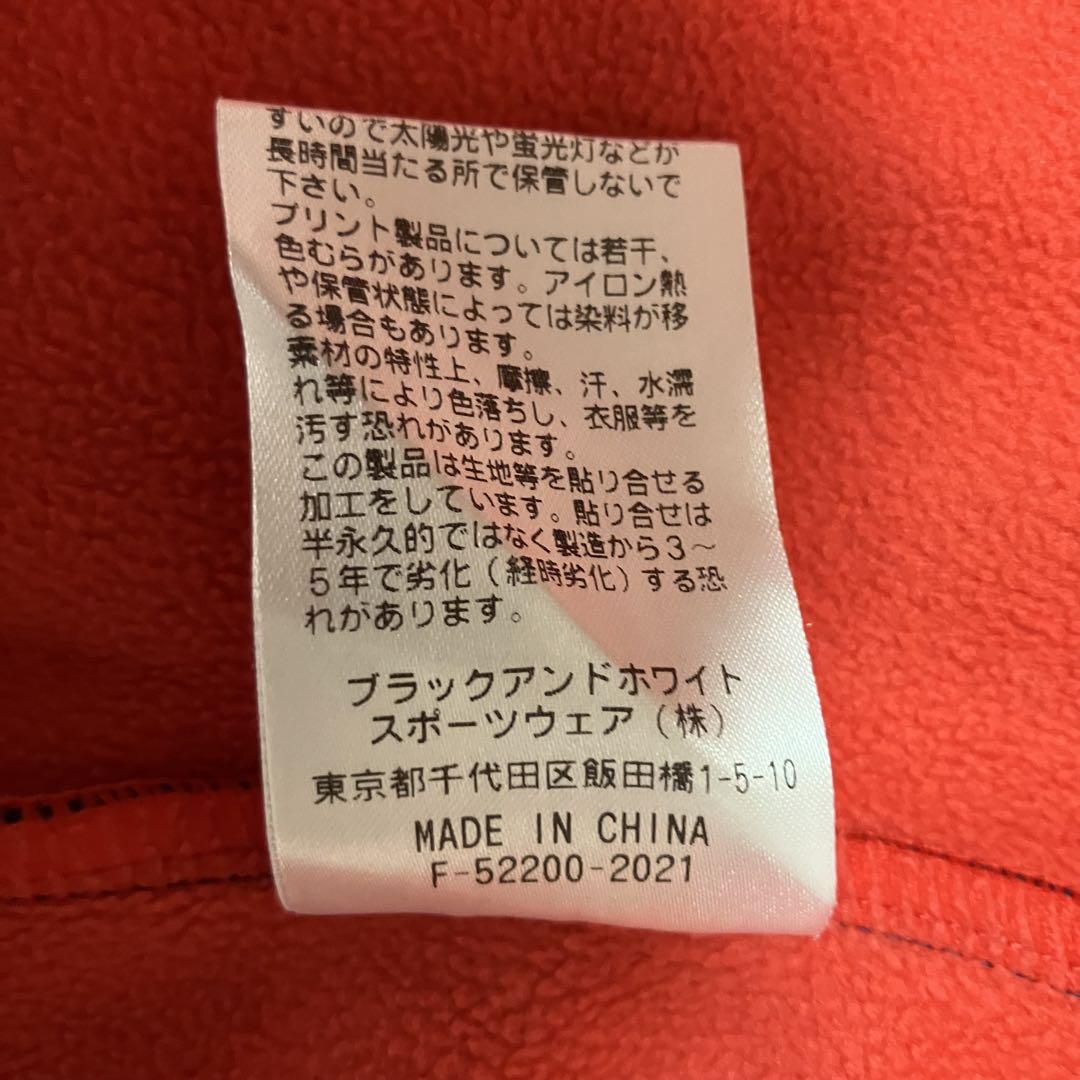 すいので太陽光や蛍光灯などが
長時間当たる所で保管しないで
下さい。
プリント製品については若干、
色むらがあります。アイロン熱
や保管状態によっては染料が移
る場合もあります。
素材の特性上、摩擦、汗、水濡
れ等により色落ちし、衣服等を
汚す恐れがあります。
この製品は生地等を貼り合せる
加工をしています。貼り合せは
半永久的ではなく製造から3～
5年で劣化(経時劣化)する恐
れがあります。
ブラックアンドホワイト
スポーツウェア(株)
東京都千代田区飯田橋1-5-10
MADE IN CHINA
F-52200-2021